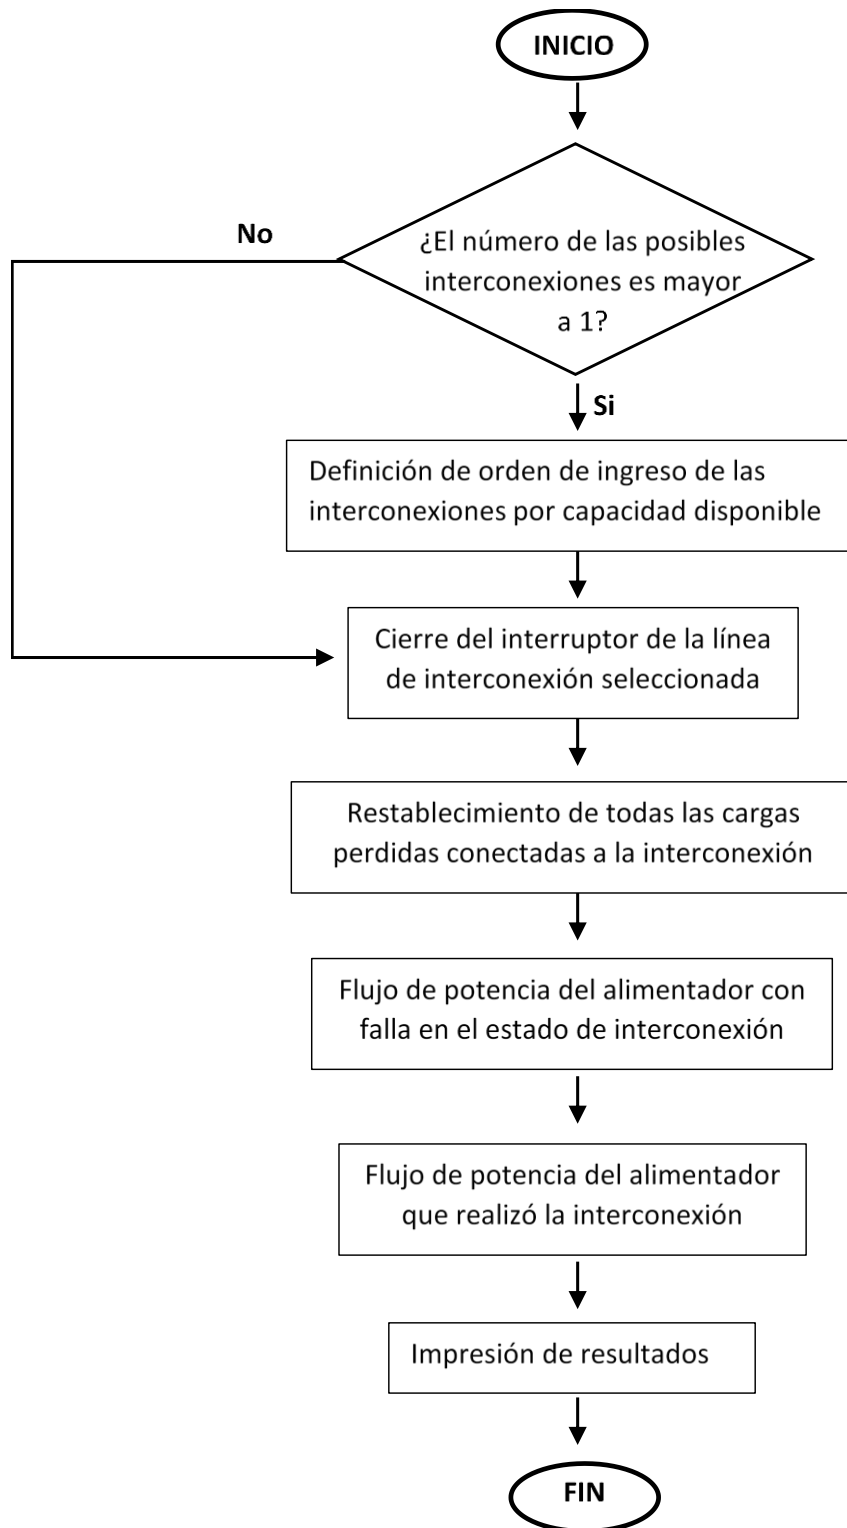 INICIO
No
¿El número de las posibles
interconexiones es mayor
a 1?
Si
Definición de orden de ingreso de las
interconexiones por capacidad disponible
Cierre del interruptor de la línea
de interconexión seleccionada
Restablecimiento de todas las cargas
perdidas conectadas a la interconexión
Flujo de potencia del alimentador con
falla en el estado de interconexión
Flujo de potencia del alimentador
que realizó la interconexión
Impresión de resultados
FIN